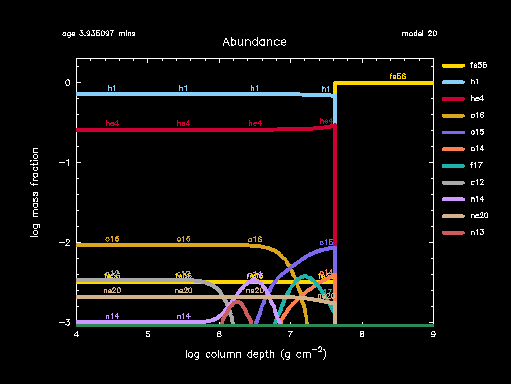 age 3.935097 mins
model 20
Abundance
fe56
h1 h1 h1 h1
he4 he4 he4 he4
o16 o16 o16 o15
ne20 ne20 ne20
n14 n14
0
−1
−2
−3
4 5 6 7 8 9
log mass fraction
log column depth (g cm−2)
fe56
h1
he4
o16
o15
o14
f17
c12
n14
ne20
n13